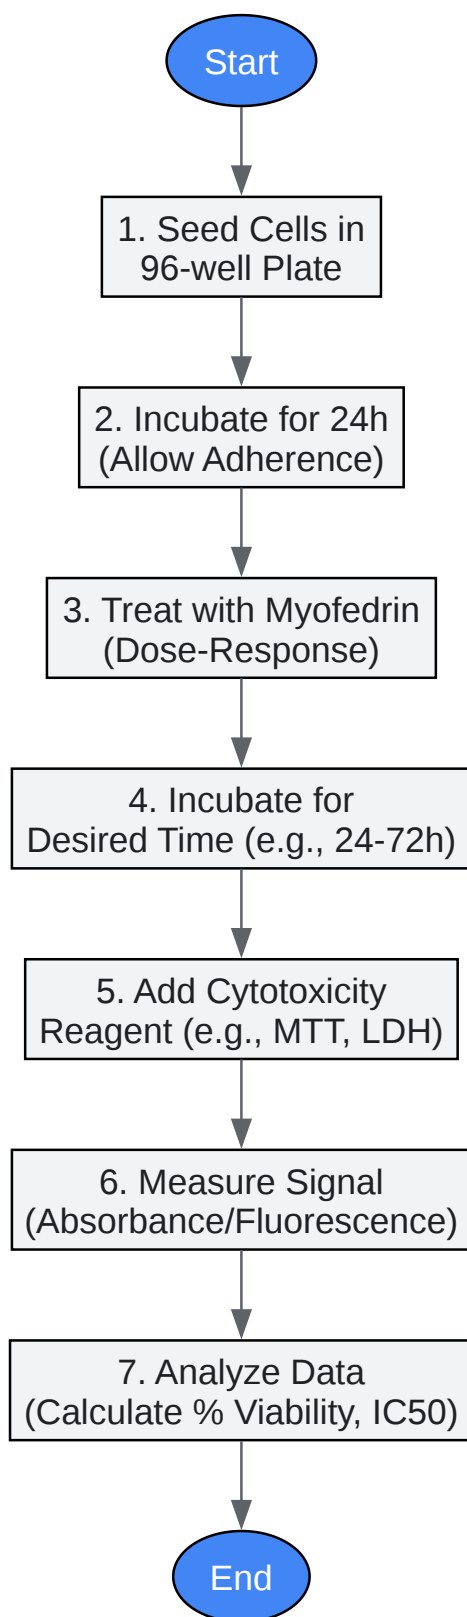 Start
1. Seed Cells in
96-well Plate
2. Incubate for 24h
(Allow Adherence)
3. Treat with Myofedrin
(Dose-Response)
4. Incubate for
Desired Time (e.g., 24-72h)
5. Add Cytotoxicity
Reagent (e.g., MTT, LDH)
6. Measure Signal
(Absorbance/Fluorescence)
7. Analyze Data
(Calculate % Viability, IC50)
End